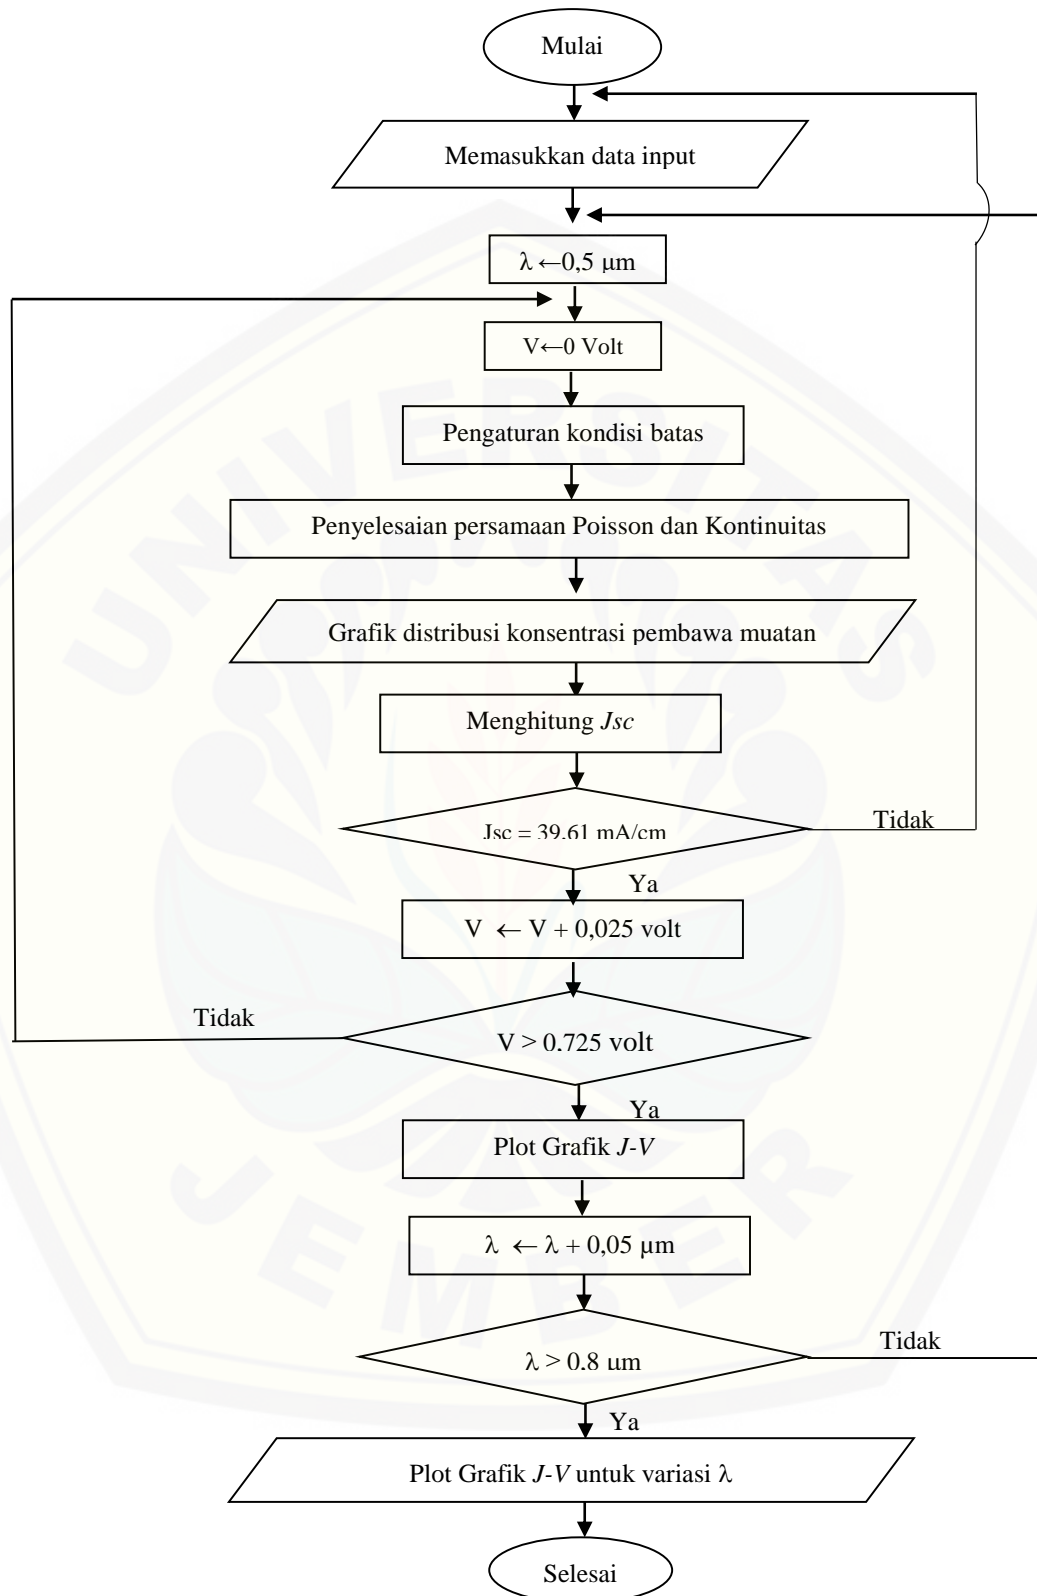 Mulai
Memasukkan data input
λ ←0,5 µm
V←0 Volt
Pengaturan kondisi batas
Penyelesaian persamaan Poisson dan Kontinuitas
Grafik distribusi konsentrasi pembawa muatan
Menghitung Jsc
Jsc = 39.61 mA/cm
Tidak
Ya
V ← V + 0,025 volt
Tidak
V > 0.725 volt
Ya
Plot Grafik J-V
λ ← λ + 0,05 µm
Tidak
λ > 0.8 µm
Ya
Plot Grafik J-V untuk variasi λ
Selesai
UNIVERSITAS
JEMBER